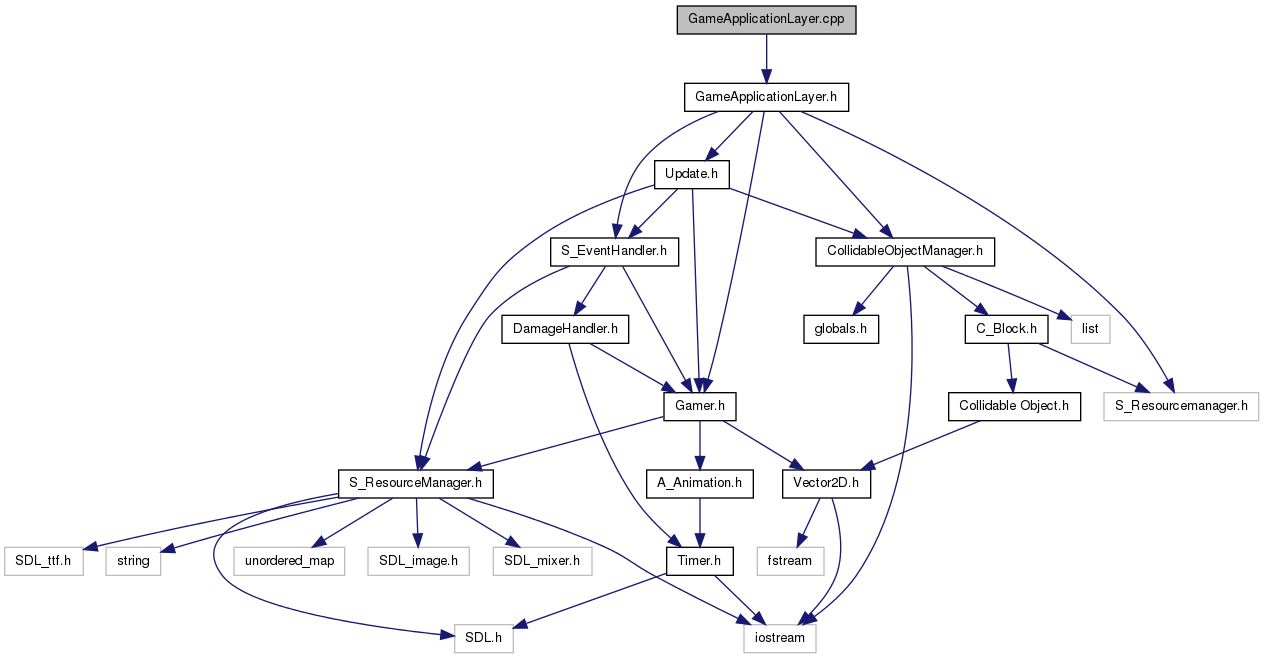 GameApplicationLayer.cpp
GameApplicationLayer.h
Update.h
S_EventHandler.h
CollidableObjectManager.h
DamageHandler.h
globals.h
C_Block.h
list
Gamer.h
Collidable Object.h
S_Resourcemanager.h
S_ResourceManager.h
A_Animation.h
Vector2D.h
SDL_ttf.h
string
unordered_map
SDL_image.h
SDL_mixer.h
Timer.h
fstream
SDL.h
iostream